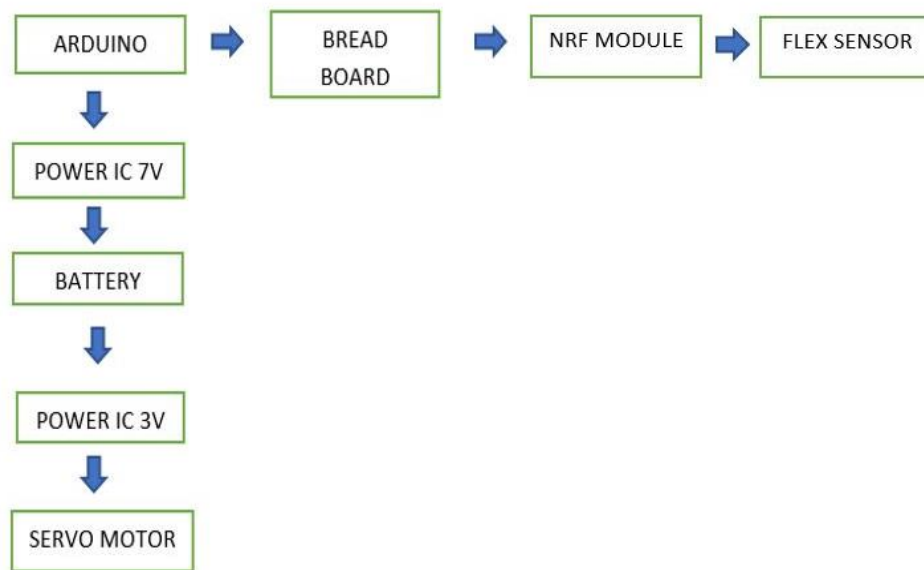 ARDUINO
BREAD
BOARD
NRF MODULE
FLEX SENSOR
POWER IC 7V
BATTERY
POWER IC 3V
SERVO MOTOR